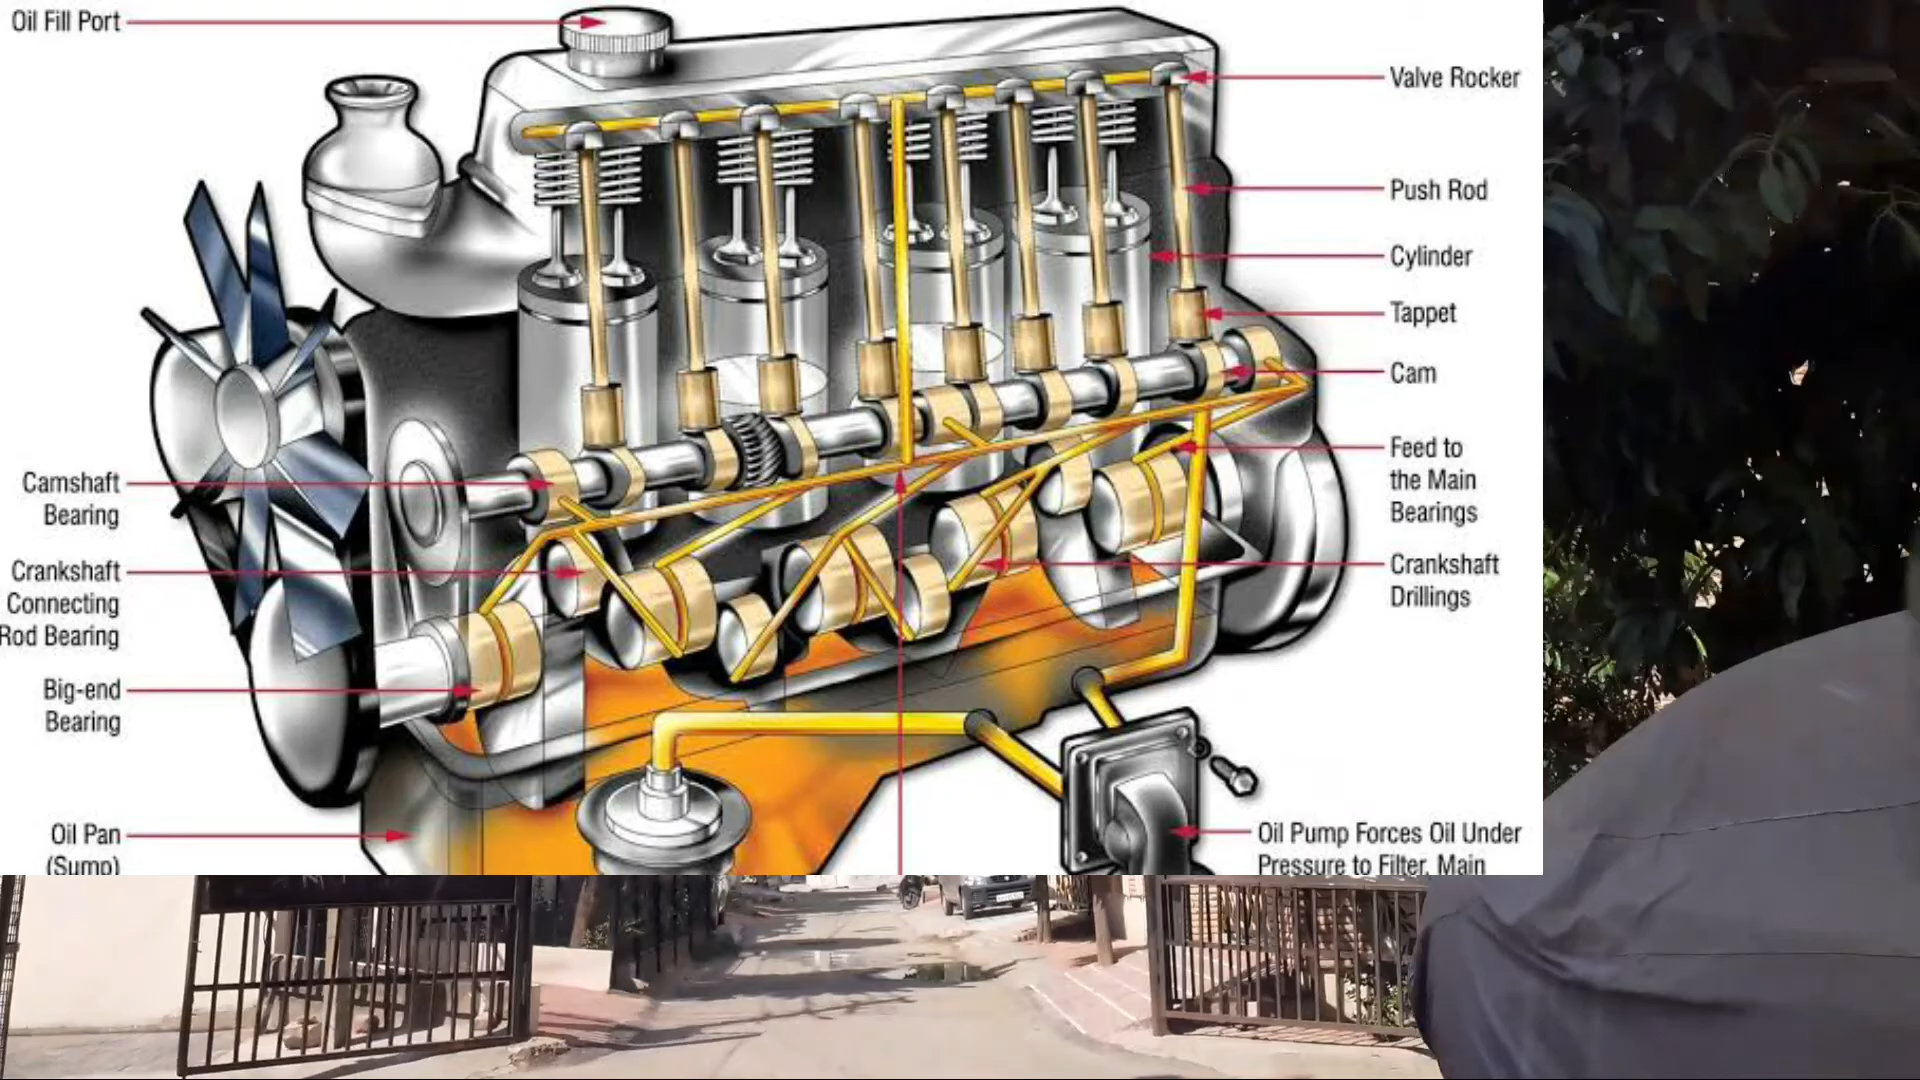 Oil Fill Port
Valve Rocker
Push Rod
Cylinder
Tappet
Cam
Feed to
the Main
Bearings
Crankshaft
Drillings
Camshaft
Bearing
Crankshaft
Connecting
Rod Bearing
Big-end
Bearing
Oil Pan
(Sump)
Oil Pump Forces Oil Under
Pressure to Filter, Main